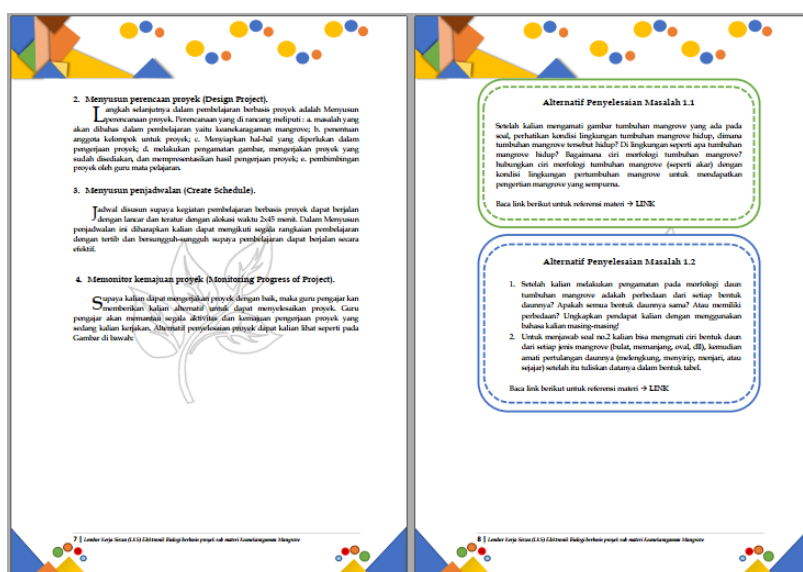 2. Menyusun perencaan proyek (Design Project).
Langkah selanjutnya dalam pembelajaran berbasis proyek adalah Menyusun
perencanaan proyek. Perencanaan yang di rancang meliputi : a. masalah yang
akan dibahas dalam pembelajaran yaitu keanekaragaman mangrove; b. penentuan
anggota kelompok untuk proyek; c. Menyiapkan hal-hal yang diperlukan dalam
pengerjaan proyek; d. melakukan pengamatan gambar, mengerjakan proyek yang
sudah disediakan, dan mempresentasikan hasil pengerjaan proyek; e. pembimbingan
proyek oleh guru mata pelajaran.
3. Menyusun penjadwalan (Create Schedule).
Jadwal disusun supaya kegiatan pembelajaran berbasis proyek dapat berjalan
dengan lancar dan teratur dengan alokasi waktu 2x45 menit. Dalam Menyusun
penjadwalan ini diharapkan kalian dapat mengikuti segala rangkaian pembelajaran
dengan tertib dan bersungguh-sungguh supaya pembelajaran dapat berjalan secara
efektif.
4. Memonitor kemajuan proyek (Monitoring Progress of Project).
Supaya kalian dapat mengerjakan proyek dengan baik, maka guru pengajar kan
memberikan kalian alternatif untuk dapat menyelesaikan proyek. Guru
pengajar akan memantau segala aktivitas dan kemajuan pengerjaan proyek yang
sedang kalian kerjakan. Alternatif penyelesaian proyek dapat kalian lihat seperti pada
Gambar di bawah:
7 | Lembar Kerja Siswa (LKS) Elektronik Biologi berbasis proyek sub materi Keanekaragaman Mangrove
Alternatif Penyelesaian Masalah 1.1
Setelah kalian mengamati gambar tumbuhan mangrove yang ada pada
soal, perhatikan kondisi lingkungan tumbuhan mangrove hidup, dimana
tumbuhan mangrove tersebut hidup? Di lingkungan seperti apa tumbuhan
mangrove hidup? Bagaimana ciri morfologi tumbuhan mangrove?
hubungkan ciri morfologi tumbuhan mangrove (seperti akar) dengan
kondisi lingkungan pertumbuhan mangrove untuk mendapatkan
pengertian mangrove yang sempurna.
Baca link berikut untuk referensi materi → LINK
Alternatif Penyelesaian Masalah 1.2
1. Setelah kalian melakukan pengamatan pada morfologi daun
tumbuhan mangrove adakah perbedaan dari setiap bentuk
daunnya? Apakah semua bentuk daunnya sama? Atau memiliki
perbedaan? Ungkapkan pendapat kalian dengan menggunakan
bahasa kalian masing-masing!
2. Untuk menjawab soal no.2 kalian bisa mengmati ciri bentuk daun
dari setiap jenis mangrove (bulat, memanjang, oval, dll), kemudian
amati pertulangan daunnya (melengkung, menyirip, menjari, atau
sejajar) setelah itu tuliskan datanya dalam bentuk tabel.
Baca link berikut untuk referensi materi → LINK
8 | Lembar Kerja Siswa (LKS) Elektronik Biologi berbasis proyek sub materi Keanekaragaman Mangrove